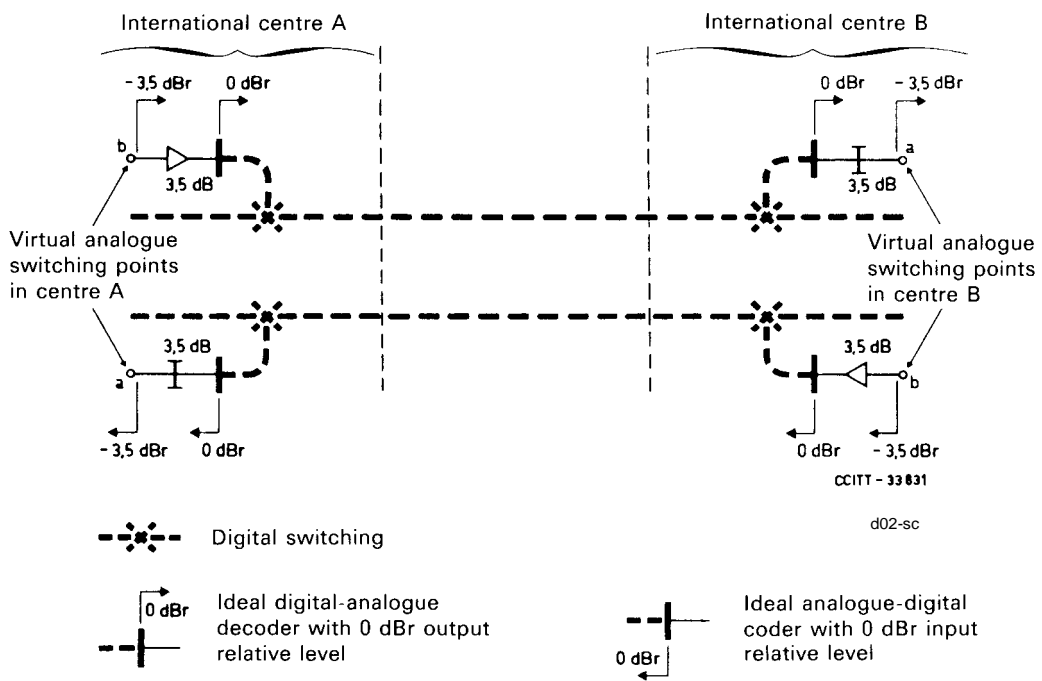 International centre A
International centre B
- 3,5 dBr
0 dBr
0 dBr
- 3,5 dBr
b
3,5 dB
3,5 dB
a
Virtual analogue
switching points
in centre A
Virtual analogue
switching points
in centre B
3,5 dB
a
3,5 dB
b
- 3,5 dBr
0 dBr
0 dBr
- 3,5 dBr
CCITT - 33831
d02-sc
Digital switching
0 dBr
Ideal digital-analogue
decoder with 0 dBr output
relative level
0 dBr
Ideal analogue-digital
coder with 0 dBr input
relative level